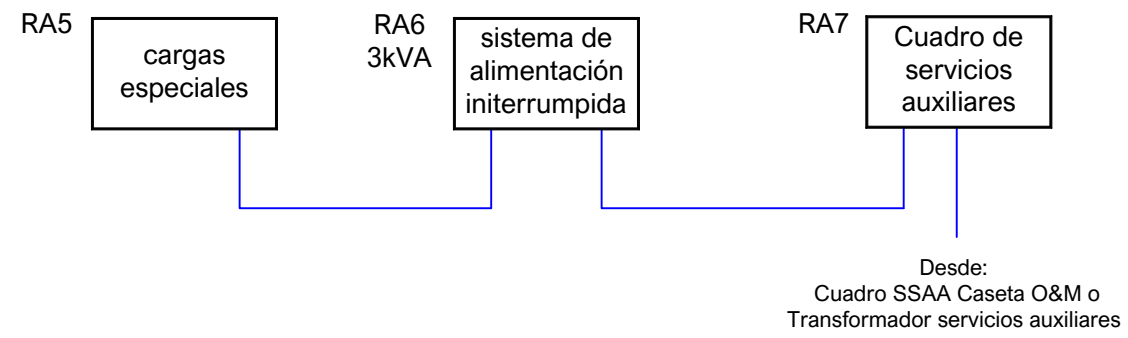 RA5
cargas
especiales
RA6
3kVA
sistema de
alimentación
initerrumpida
RA7
Cuadro de
servicios
auxiliares
Desde:
Cuadro SSAA Caseta O&M o
Transformador servicios auxiliares